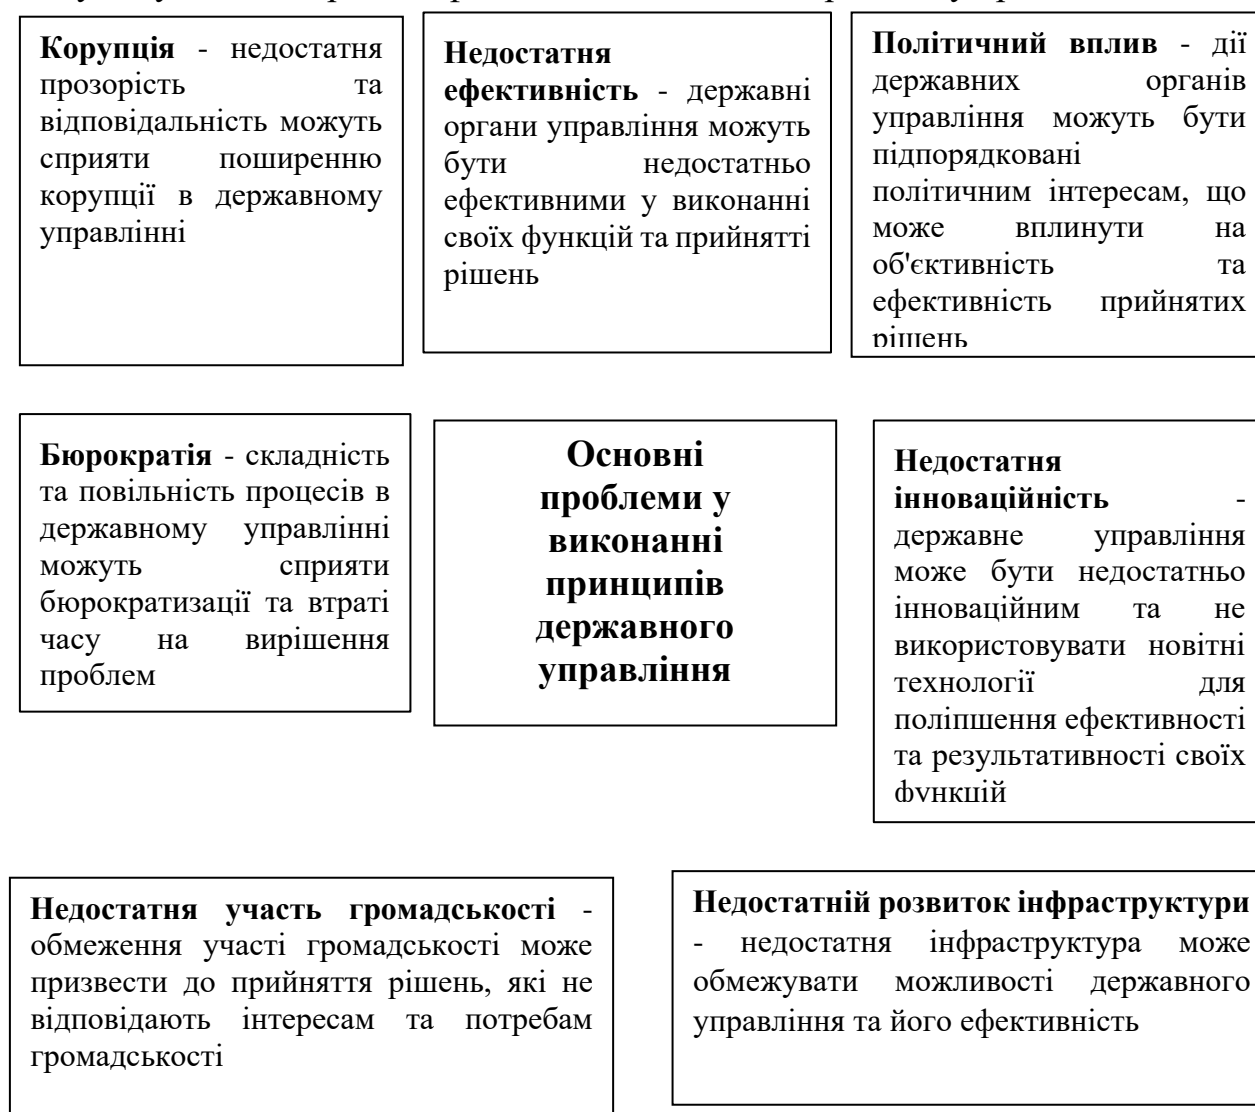 Корупція - недостатня
прозорість та
відповідальність можуть
сприяти поширенню
корупції в державному
управлінні
Недостатня
ефективність - державні
органи управління можуть
бути недостатньо
ефективними у виконанні
своїх функцій та прийнятті
рішень
Політичний вплив - дії
державних органів
управління можуть бути
підпорядковані
політичним інтересам, що
може вплинути на
об'єктивність та
ефективність прийнятих
рішень
Бюрократія - складність
та повільність процесів в
державному управлінні
можуть сприяти
бюрократизації та втраті
часу на вирішення
проблем
Основні
проблеми у
виконанні
принципів
державного
управління
Недостатня
інноваційність -
державне управління
може бути недостатньо
інноваційним та не
використовувати новітні
технології для
поліпшення ефективності
та результативності своїх
функцій
Недостатня участь громадськості -
обмеження участі громадськості може
призвести до прийняття рішень, які не
відповідають інтересам та потребам
громадськості
Недостатній розвиток інфраструктури
- недостатня інфраструктура може
обмежувати можливості державного
управління та його ефективність